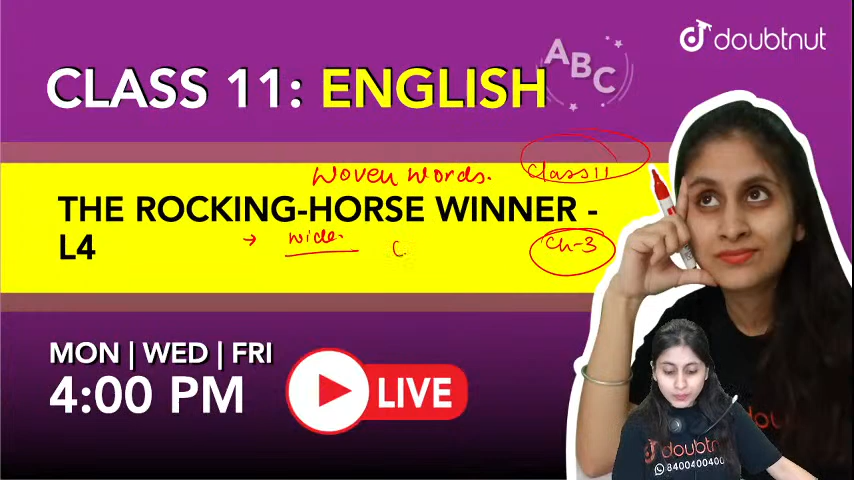 doubtnut
ABC
CLASS 11: ENGLISH
Woven words. Class 11
THE ROCKING-HORSE WINNER -
L4
→ wide. C Ch-3
MON | WED | FRI
4:00 PM
LIVE
doubtnut
8400400400